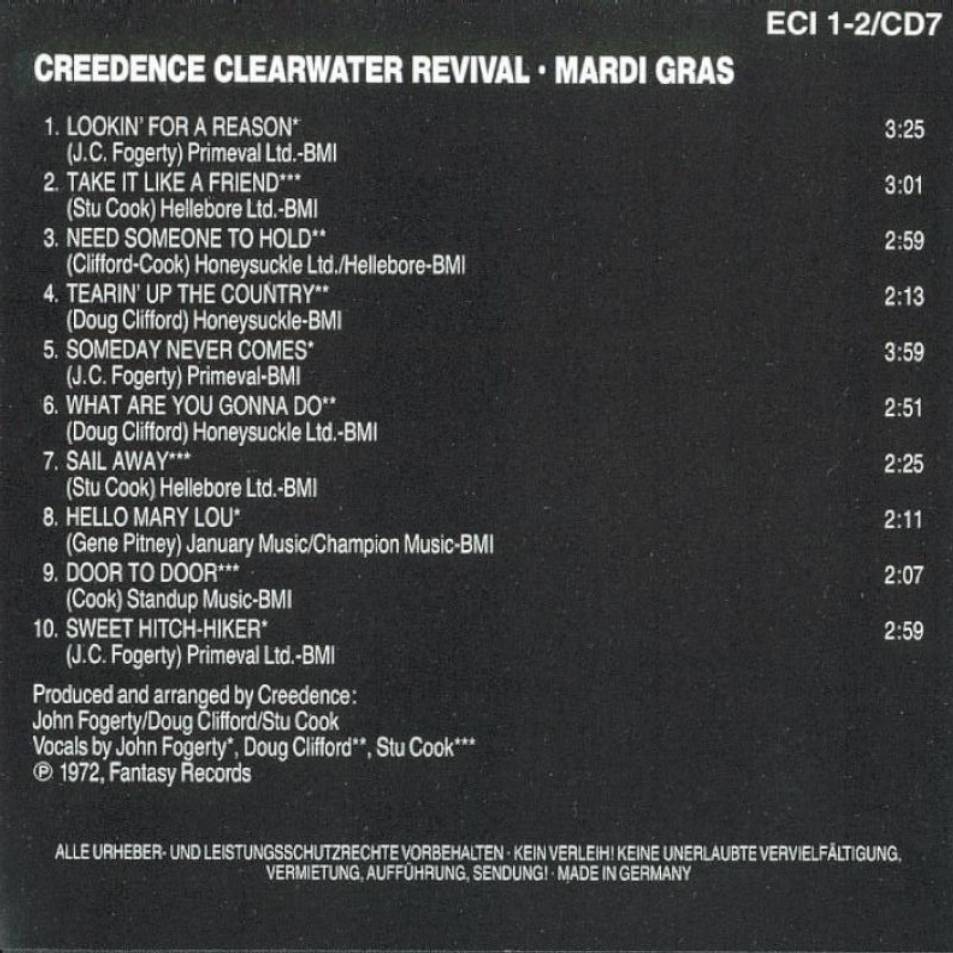 ECI 1-2/CD7
CREEDENCE CLEARWATER REVIVAL · MARDI GRAS
1. LOOKIN' FOR A REASON* 3:25
(J.C. Fogerty) Primeval Ltd.-BMI
2. TAKE IT LIKE A FRIEND*** 3:01
(Stu Cook) Hellebore Ltd.-BMI
3. NEED SOMEONE TO HOLD** 2:59
(Clifford-Cook) Honeysuckle Ltd./Hellebore-BMI
4. TEARIN' UP THE COUNTRY** 2:13
(Doug Clifford) Honeysuckle-BMI
5. SOMEDAY NEVER COMES* 3:59
(J.C. Fogerty) Primeval-BMI
6. WHAT ARE YOU GONNA DO** 2:51
(Doug Clifford) Honeysuckle Ltd.-BMI
7. SAIL AWAY*** 2:25
(Stu Cook) Hellebore Ltd.-BMI
8. HELLO MARY LOU* 2:11
(Gene Pitney) January Music/Champion Music-BMI
9. DOOR TO DOOR*** 2:07
(Cook) Standup Music-BMI
10. SWEET HITCH-HIKER* 2:59
(J.C. Fogerty) Primeval Ltd.-BMI
Produced and arranged by Creedence:
John Fogerty/Doug Clifford/Stu Cook
Vocals by John Fogerty*, Doug Clifford**, Stu Cook***
℗ 1972, Fantasy Records
ALLE URHEBER- UND LEISTUNGSSCHUTZRECHTE VORBEHALTEN · KEIN VERLEIH! KEINE UNERLAUBTE VERVIELFÄLTIGUNG,
VERMIETUNG, AUFFÜHRUNG, SENDUNG! · MADE IN GERMANY